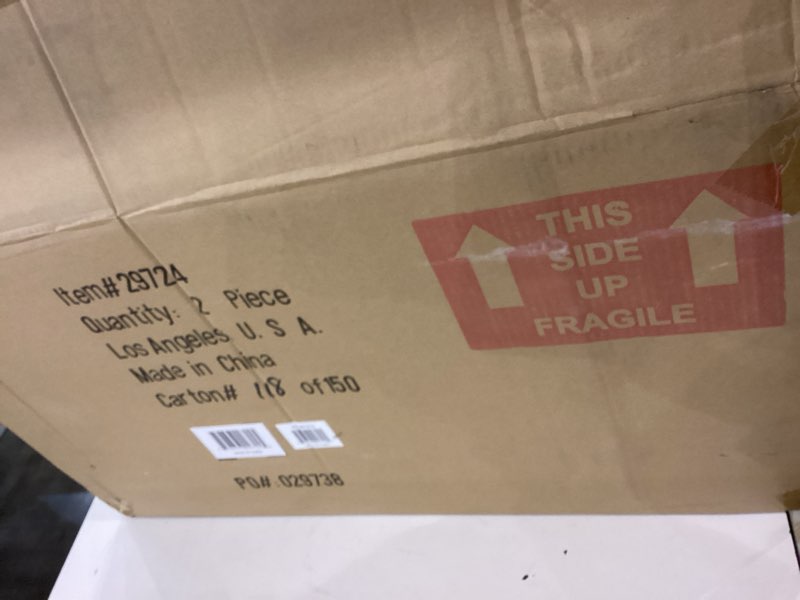 Item# 29724
Quantity: 2 Piece
Los Angeles U. S A.
Made in China
Carton# 118 of 150
PO# 029738
THIS
SIDE
UP
FRAGILE